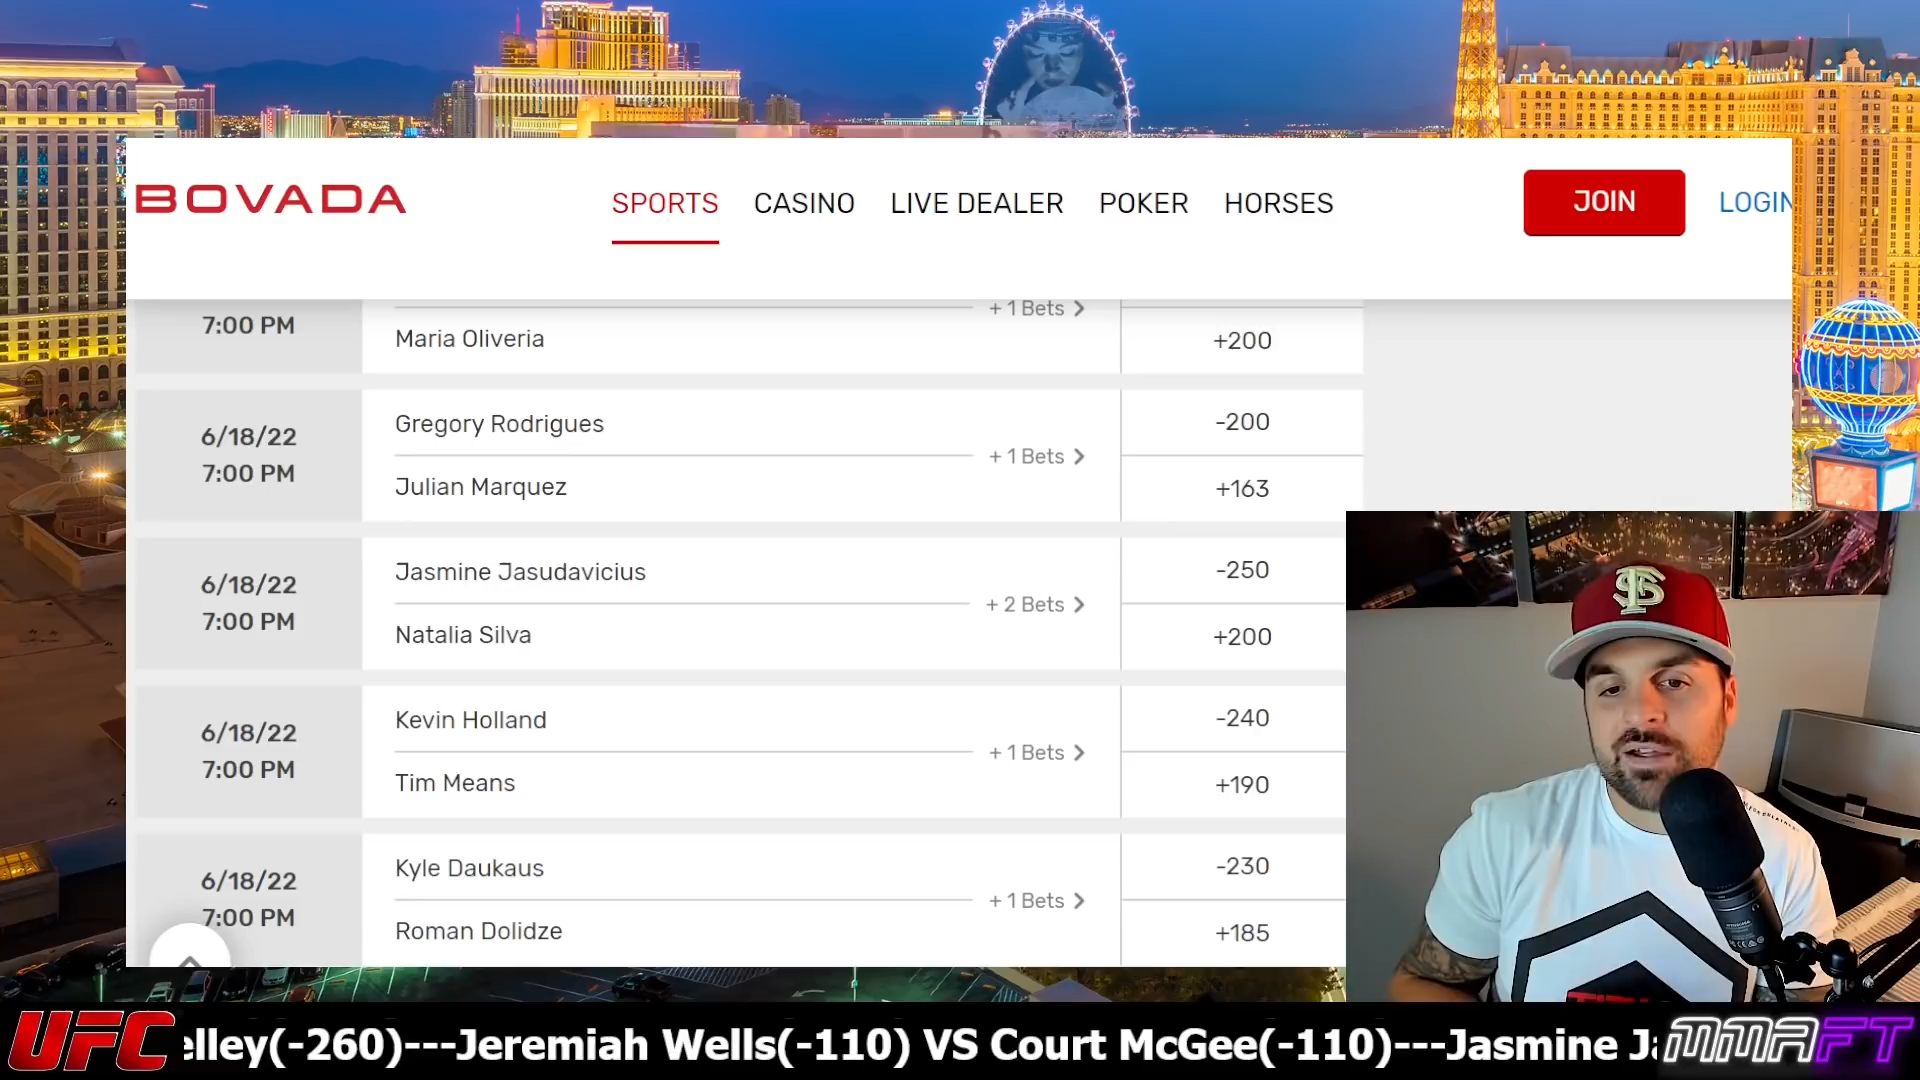 BOVADA
SPORTS CASINO LIVE DEALER POKER HORSES
JOIN LOGIN
7:00 PM
+ 1 Bets
Maria Oliveria
+200
6/18/22
7:00 PM
Gregory Rodrigues
-200
+ 1 Bets
Julian Marquez
+163
6/18/22
7:00 PM
Jasmine Jasudavicius
-250
+ 2 Bets
Natalia Silva
+200
6/18/22
7:00 PM
Kevin Holland
-240
+ 1 Bets
Tim Means
+190
6/18/22
7:00 PM
Kyle Daukaus
-230
+ 1 Bets
Roman Dolidze
+185
UFC elley(-260)---Jeremiah Wells(-110) VS Court McGee(-110)---Jasmine Ja MMAFT